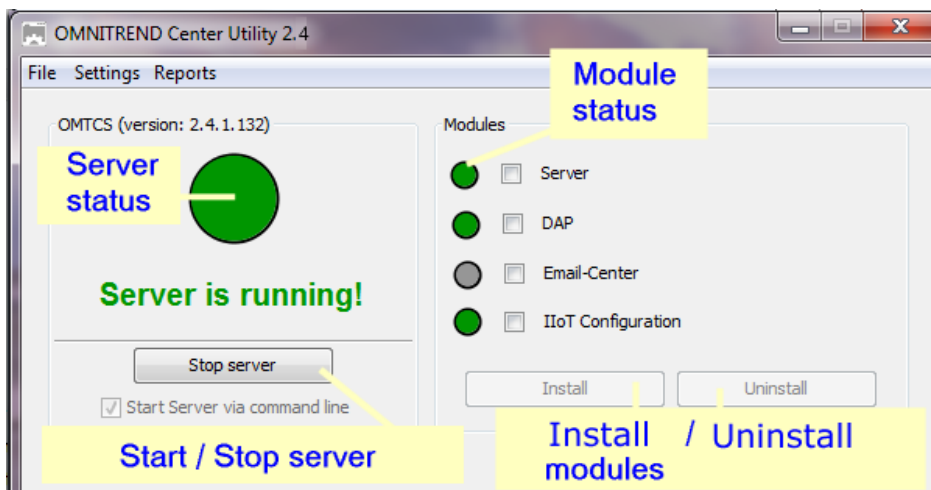 OMNITREND Center Utility 2.4
File Settings Reports
OMTCS (version: 2.4.1.132)
Server
status
Server is running!
Stop server
Start Server via command line
Start / Stop server
Module
status
Modules
Server
DAP
Email-Center
IIoT Configuration
Install
Uninstall
Install / Uninstall
modules